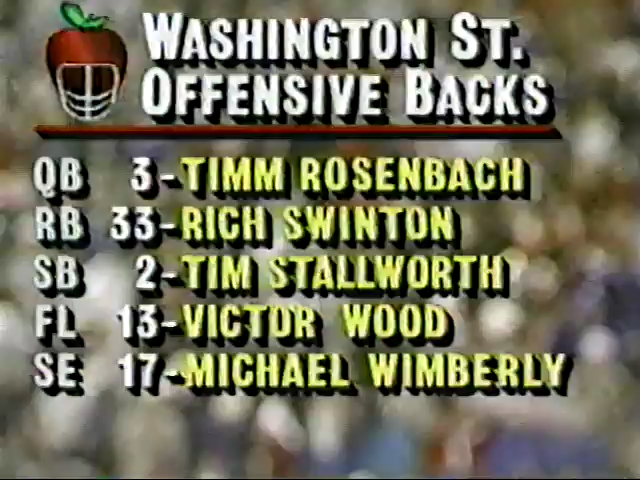 WASHINGTON ST.
OFFENSIVE BACKS
QB 3-TIMM ROSENBACH
RB 33-RICH SWINTON
SB 2-TIM STALLWORTH
FL 13-VICTOR WOOD
SE 17-MICHAEL WIMBERLY